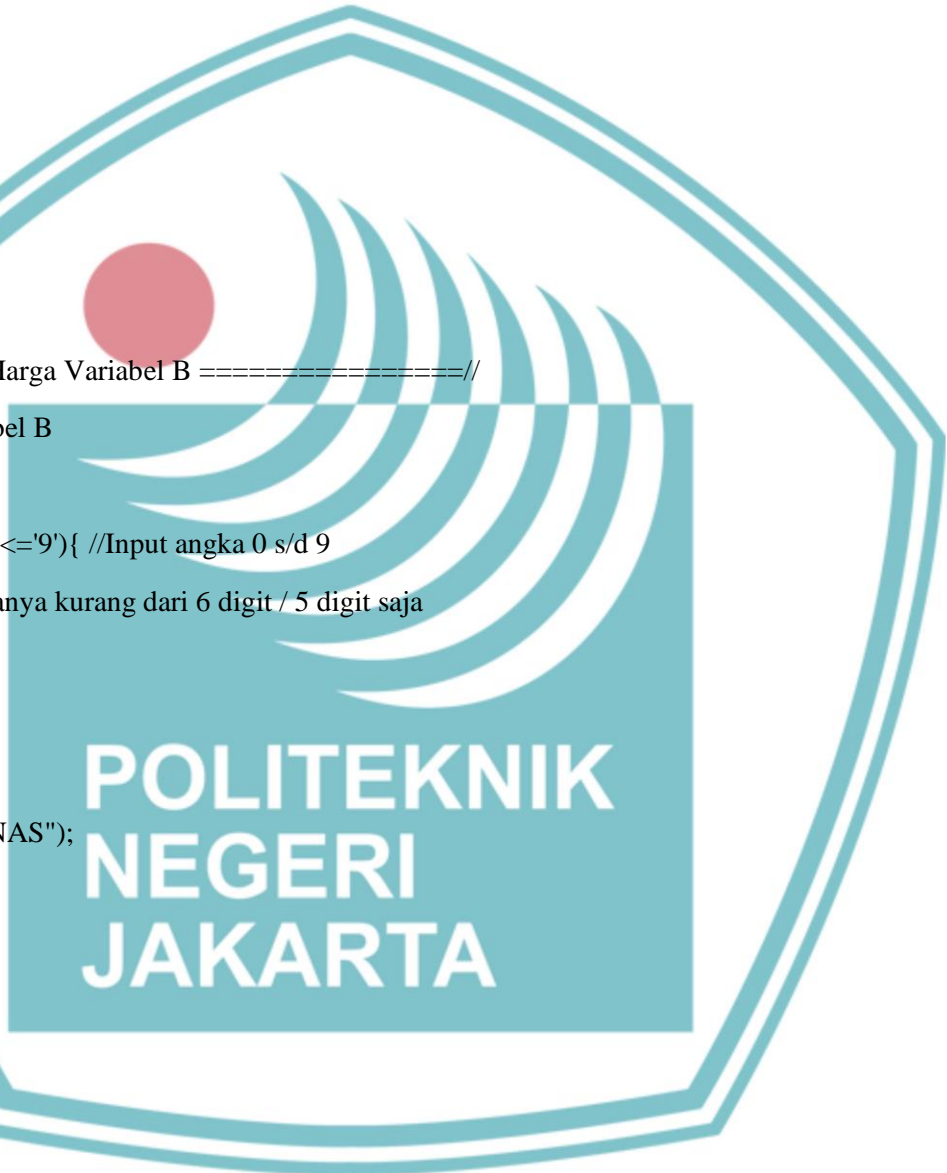 Harga Variabel B ================//
bel B
<='9'){ //Input angka 0 s/d 9
anya kurang dari 6 digit / 5 digit saja
NAS");
POLITEKNIK
NEGERI
JAKARTA